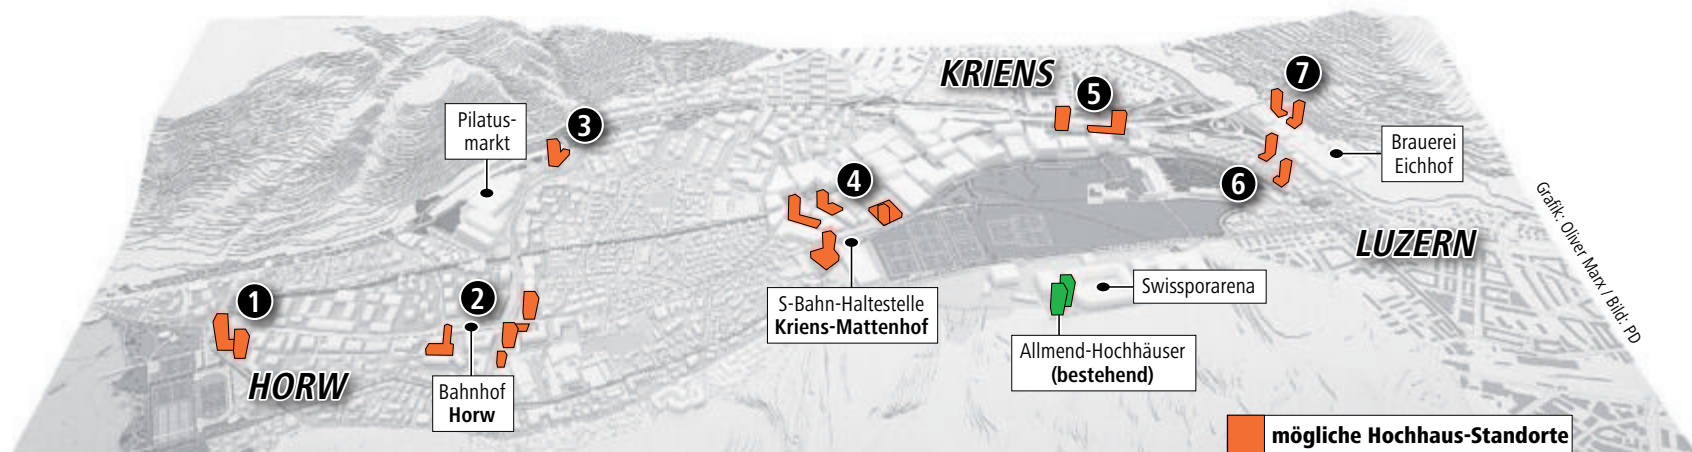 KRIENS
7
5
Pilatus-
markt
3
Brauerei
Eichhof
4
6
LUZERN
Grafik: Oliver Marx / Bild: PD
1
2
S-Bahn-Haltestelle
Kriens-Mattenhof
Swissporarena
Allmend-Hochhäuser
(bestehend)
HORW
Bahnhof
Horw
mögliche Hochhaus-Standorte